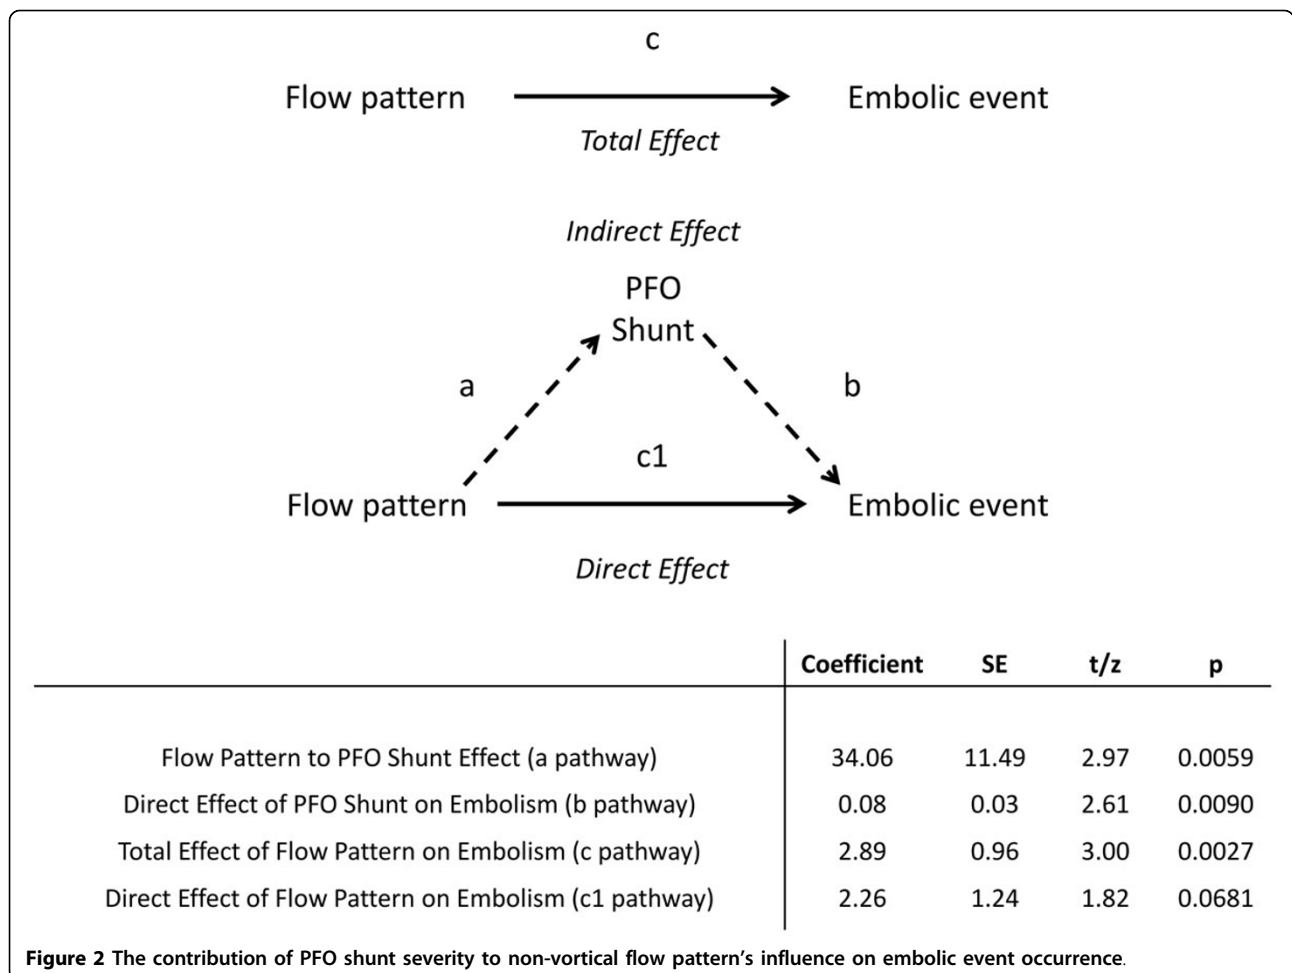 c
Flow pattern Embolic event
Total Effect
Indirect Effect
PFO
Shunt
a b
c1
Flow pattern Embolic event
Direct Effect
Coefficient SE t/z p
Flow Pattern to PFO Shunt Effect (a pathway) 34.06 11.49 2.97 0.0059
Direct Effect of PFO Shunt on Embolism (b pathway) 0.08 0.03 2.61 0.0090
Total Effect of Flow Pattern on Embolism (c pathway) 2.89 0.96 3.00 0.0027
Direct Effect of Flow Pattern on Embolism (c1 pathway) 2.26 1.24 1.82 0.0681
Figure 2 The contribution of PFO shunt severity to non-vortical flow pattern's influence on embolic event occurrence.